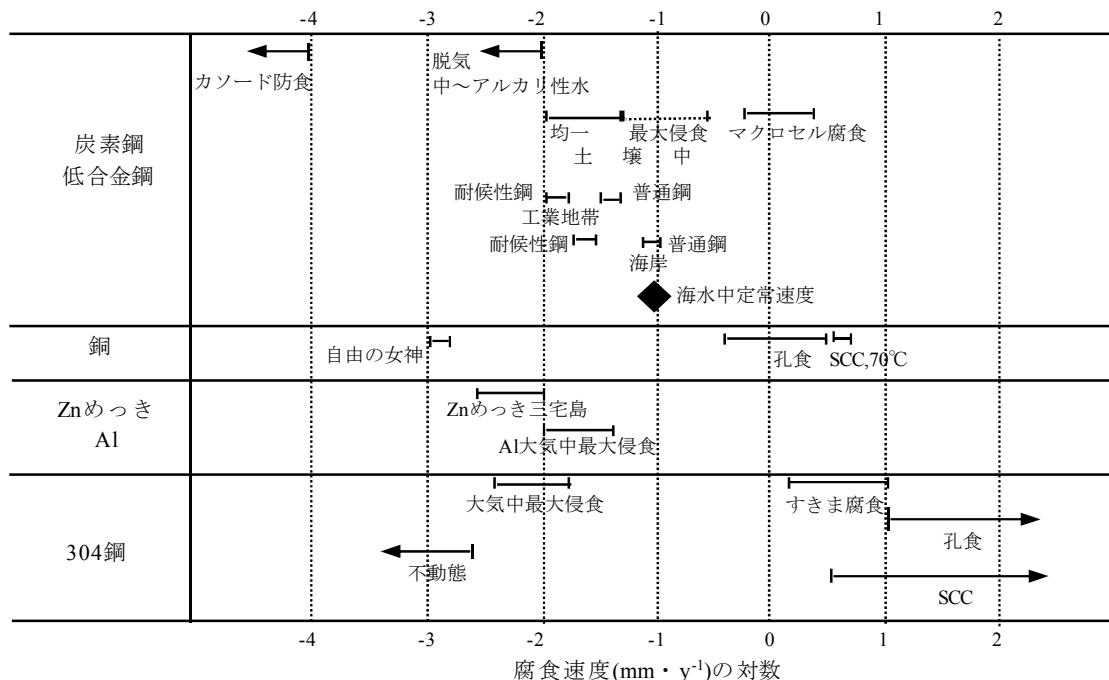 -4 -3 -2 -1 0 1 2
カソード防食
脱気
中〜アルカリ性水
均一 最大侵食
土 壌 中
マクロセル腐食
炭素鋼
低合金鋼
耐候性鋼 普通鋼
工業地帯
耐候性鋼 普通鋼
海岸
海水中定常速度
銅
自由の女神
孔食 SCC,70℃
Znめっき
Al
Znめっき三宅島
Al大気中最大侵食
304鋼
大気中最大侵食
すきま腐食
孔食
不動態
SCC
-4 -3 -2 -1 0 1 2
腐食速度(mm・y⁻¹)の対数